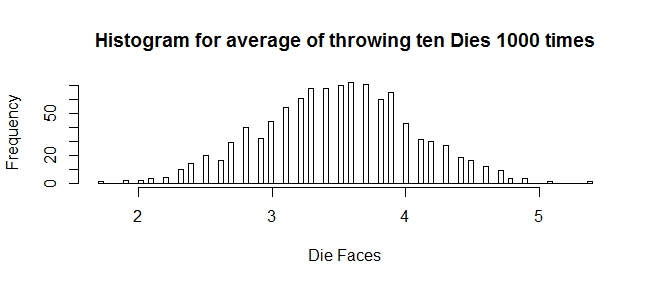 Histogram for average of throwing ten Dies 1000 times
Frequency
50
20
0
2 3 4 5
Die Faces